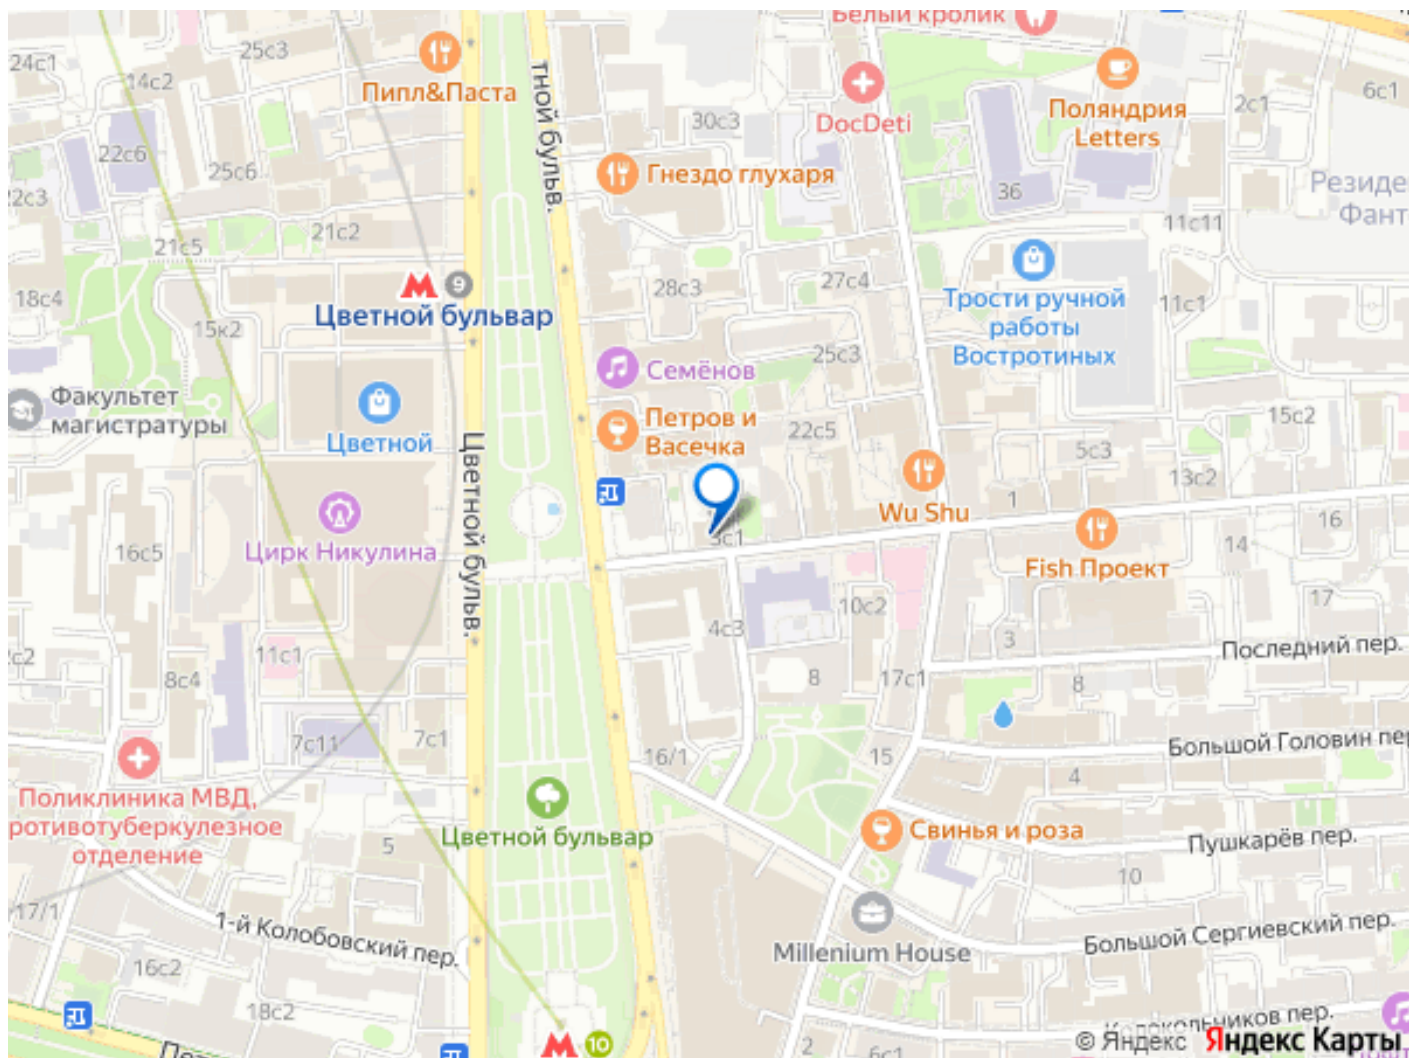 Белый кролик
24с1
25с3
14с2
Пипл&Паста
тной бульв.
30с3
DocDeti
Поляндрия
Letters
2с1
6с1
22с6
25с6
Гнездо глухаря
36
Резиде
Фант
22с3
21с2
21с5
11с11
18с4
9
Цветной бульвар
15к2
28с3
27с4
Трости ручной
работы
Востротиных
11с1
25с3
Семёнов
Факультет
магистратуры
Цветной
Петров и
Васечка
22с5
15с2
5с3
13с2
Цветной бульв.
Wu Shu
1
16
Цирк Никулина
16с5
3с1
Fish Проект
14
10с2
17
4с3
3
Последний пер.
с2
11с1
8с4
8
17с1
8
7с11
7с1
16/1
15
Большой Головин пер
4
Поликлиника МВД,
ротивотуберкулезное
отделение
Цветной бульвар
5
Свинья и роза
Пушкарёв пер.
10
17/1
1-й Колобовский пер.
Millenium House
Большой Сергиевский пер.
16с2
18с2
10
2
6с1
© Яндекс Яндекс Карты